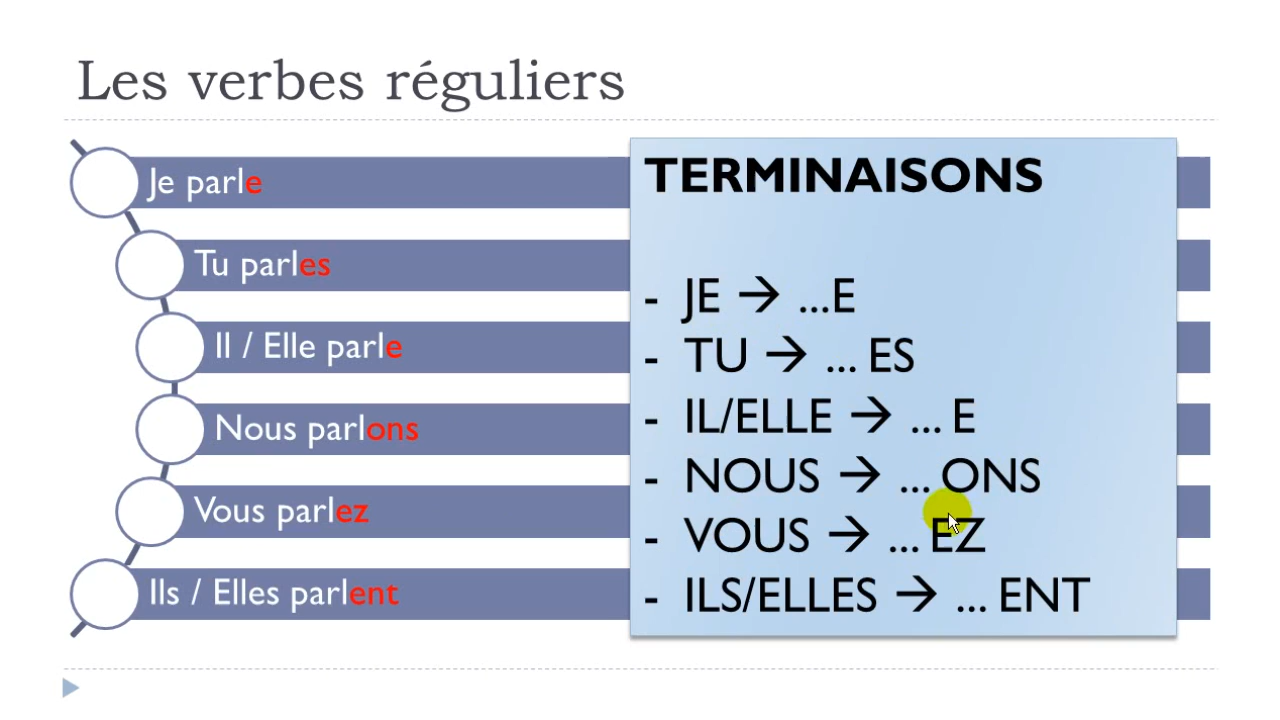 Les verbes réguliers
Je parle
Tu parles
Il / Elle parle
Nous parlons
Vous parlez
Ils / Elles parlent
TERMINAISONS
- JE → ...E
- TU → ... ES
- IL/ELLE → ... E
- NOUS → ... ONS
- VOUS → ... EZ
- ILS/ELLES → ... ENT